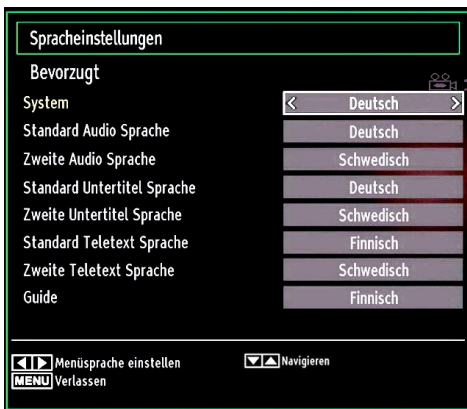 Spracheinstellungen
Bevorzugt
System < Deutsch >
Standard Audio Sprache Deutsch
Zweite Audio Sprache Schwedisch
Standard Untertitel Sprache Deutsch
Zweite Untertitel Sprache Schwedisch
Standard Teletext Sprache Finnisch
Zweite Teletext Sprache Schwedisch
Guide Finnisch
Menüsprache einstellen Navigieren
MENU Verlassen